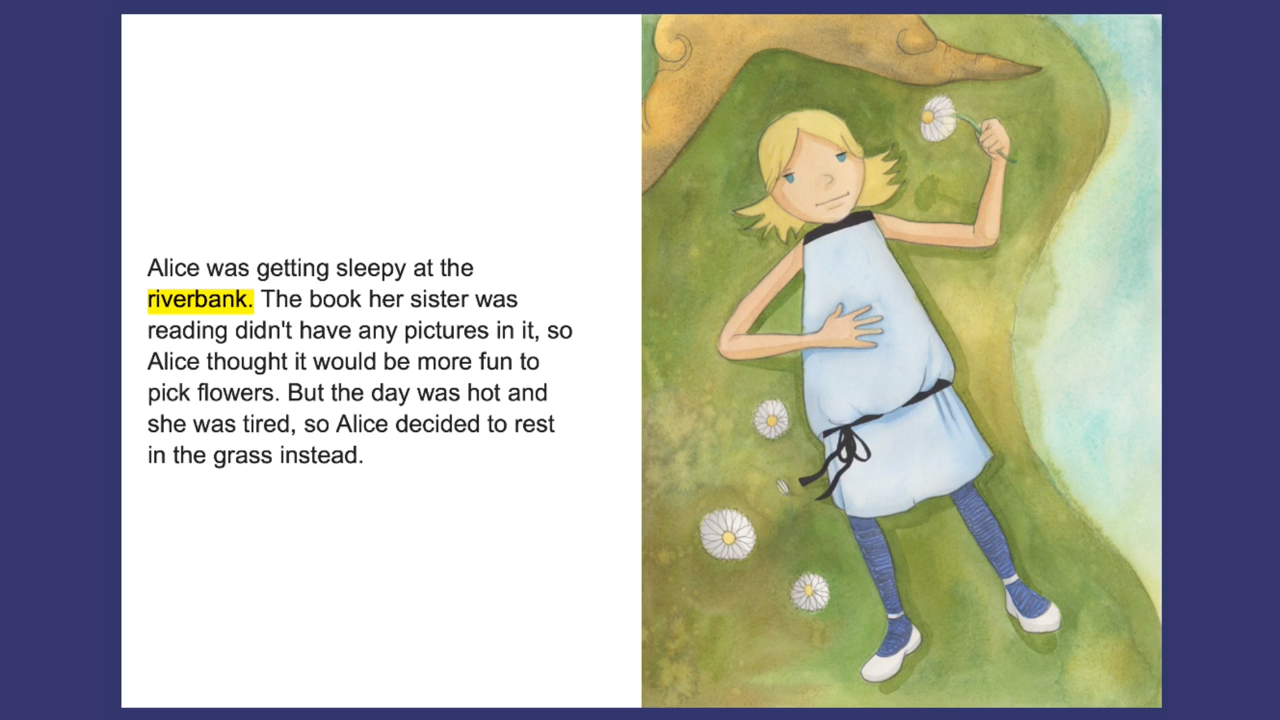 Alice was getting sleepy at the
riverbank. The book her sister was
reading didn't have any pictures in it, so
Alice thought it would be more fun to
pick flowers. But the day was hot and
she was tired, so Alice decided to rest
in the grass instead.